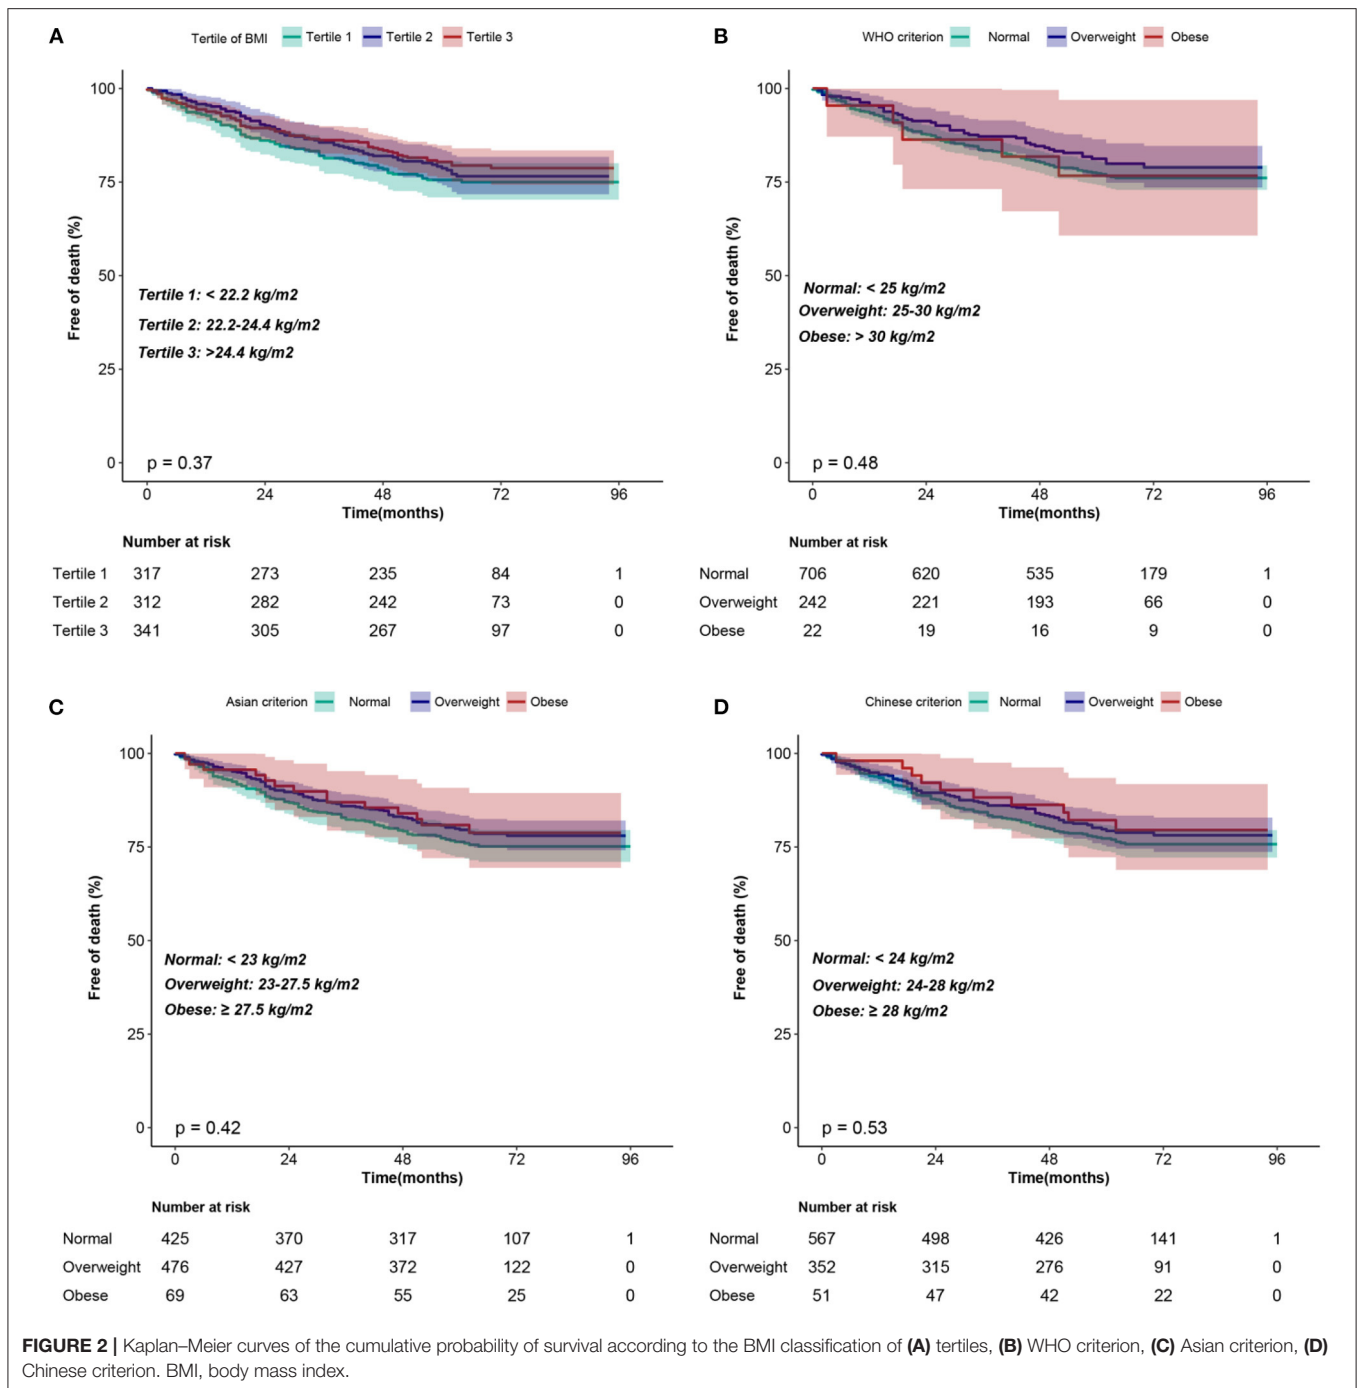 A
Tertile of BMI Tertile 1 Tertile 2 Tertile 3
100
75
50
25
0
Free of death (%)
Tertile 1: < 22.2 kg/m2
Tertile 2: 22.2-24.4 kg/m2
Tertile 3: >24.4 kg/m2
p = 0.37
0 24 48 72 96
Time(months)
Number at risk
Tertile 1 317 273 235 84 1
Tertile 2 312 282 242 73 0
Tertile 3 341 305 267 97 0
B
WHO criterion Normal Overweight Obese
100
75
50
25
0
Free of death (%)
Normal: < 25 kg/m2
Overweight: 25-30 kg/m2
Obese: > 30 kg/m2
p = 0.48
0 24 48 72 96
Time(months)
Number at risk
Normal 706 620 535 179 1
Overweight 242 221 193 66 0
Obese 22 19 16 9 0
C
Asian criterion Normal Overweight Obese
100
75
50
25
0
Free of death (%)
Normal: < 23 kg/m2
Overweight: 23-27.5 kg/m2
Obese: ≥ 27.5 kg/m2
p = 0.42
0 24 48 72 96
Time(months)
Number at risk
Normal 425 370 317 107 1
Overweight 476 427 372 122 0
Obese 69 63 55 25 0
D
Chinese criterion Normal Overweight Obese
100
75
50
25
0
Free of death (%)
Normal: < 24 kg/m2
Overweight: 24-28 kg/m2
Obese: ≥ 28 kg/m2
p = 0.53
0 24 48 72 96
Time(months)
Number at risk
Normal 567 498 426 141 1
Overweight 352 315 276 91 0
Obese 51 47 42 22 0
FIGURE 2 | Kaplan–Meier curves of the cumulative probability of survival according to the BMI classification of (A) tertiles, (B) WHO criterion, (C) Asian criterion, (D)
Chinese criterion. BMI, body mass index.